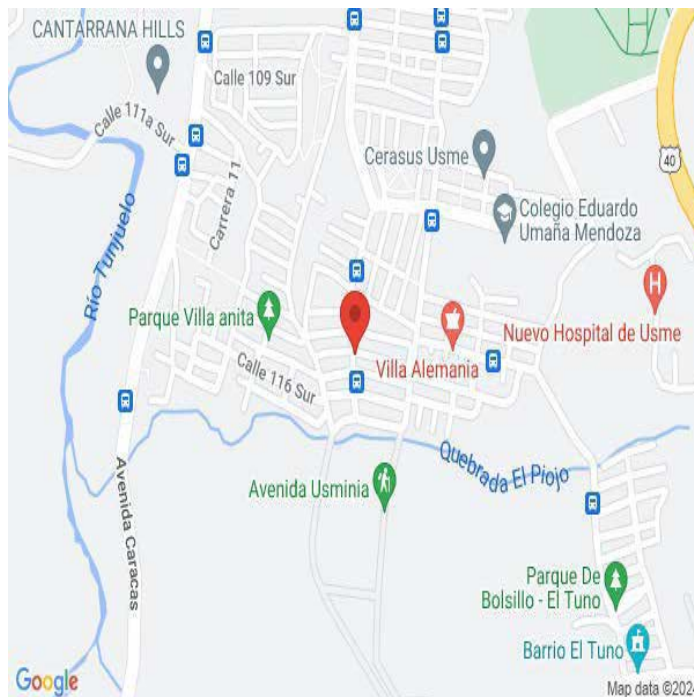 CANTARRANA HILLS
Calle 109 Sur
Calle 111a Sur
Cerasus Usme
40
Carrera 11
Colegio Eduardo
Umaña Mendoza
Río Tunjuelo
Parque Villa anita
H
Nuevo Hospital de Usme
Villa Alemania
Calle 116 Sur
Quebrada El Piojo
Avenida Caracas
Avenida Usminia
Parque De
Bolsillo - El Tuno
Barrio El Tuno
Google
Map data ©202